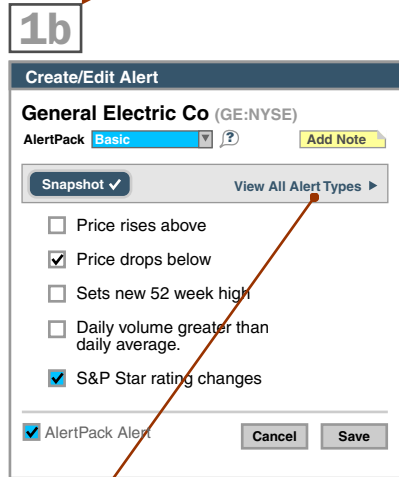 1b
Create/Edit Alert
General Electric Co (GE:NYSE)
AlertPack Basic ? Add Note
Snapshot ✓ View All Alert Types ▶
Price rises above
Price drops below
Sets new 52 week high
Daily volume greater than
daily average.
S&P Star rating changes
AlertPack Alert Cancel Save